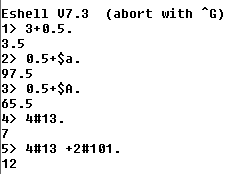 Eshell V7.3  (abort with ^G)
1> 3+0.5.
3.5
2> 0.5+$a.
97.5
3> 0.5+$A.
65.5
4> 4#13.
7
5> 4#13 +2#101.
12